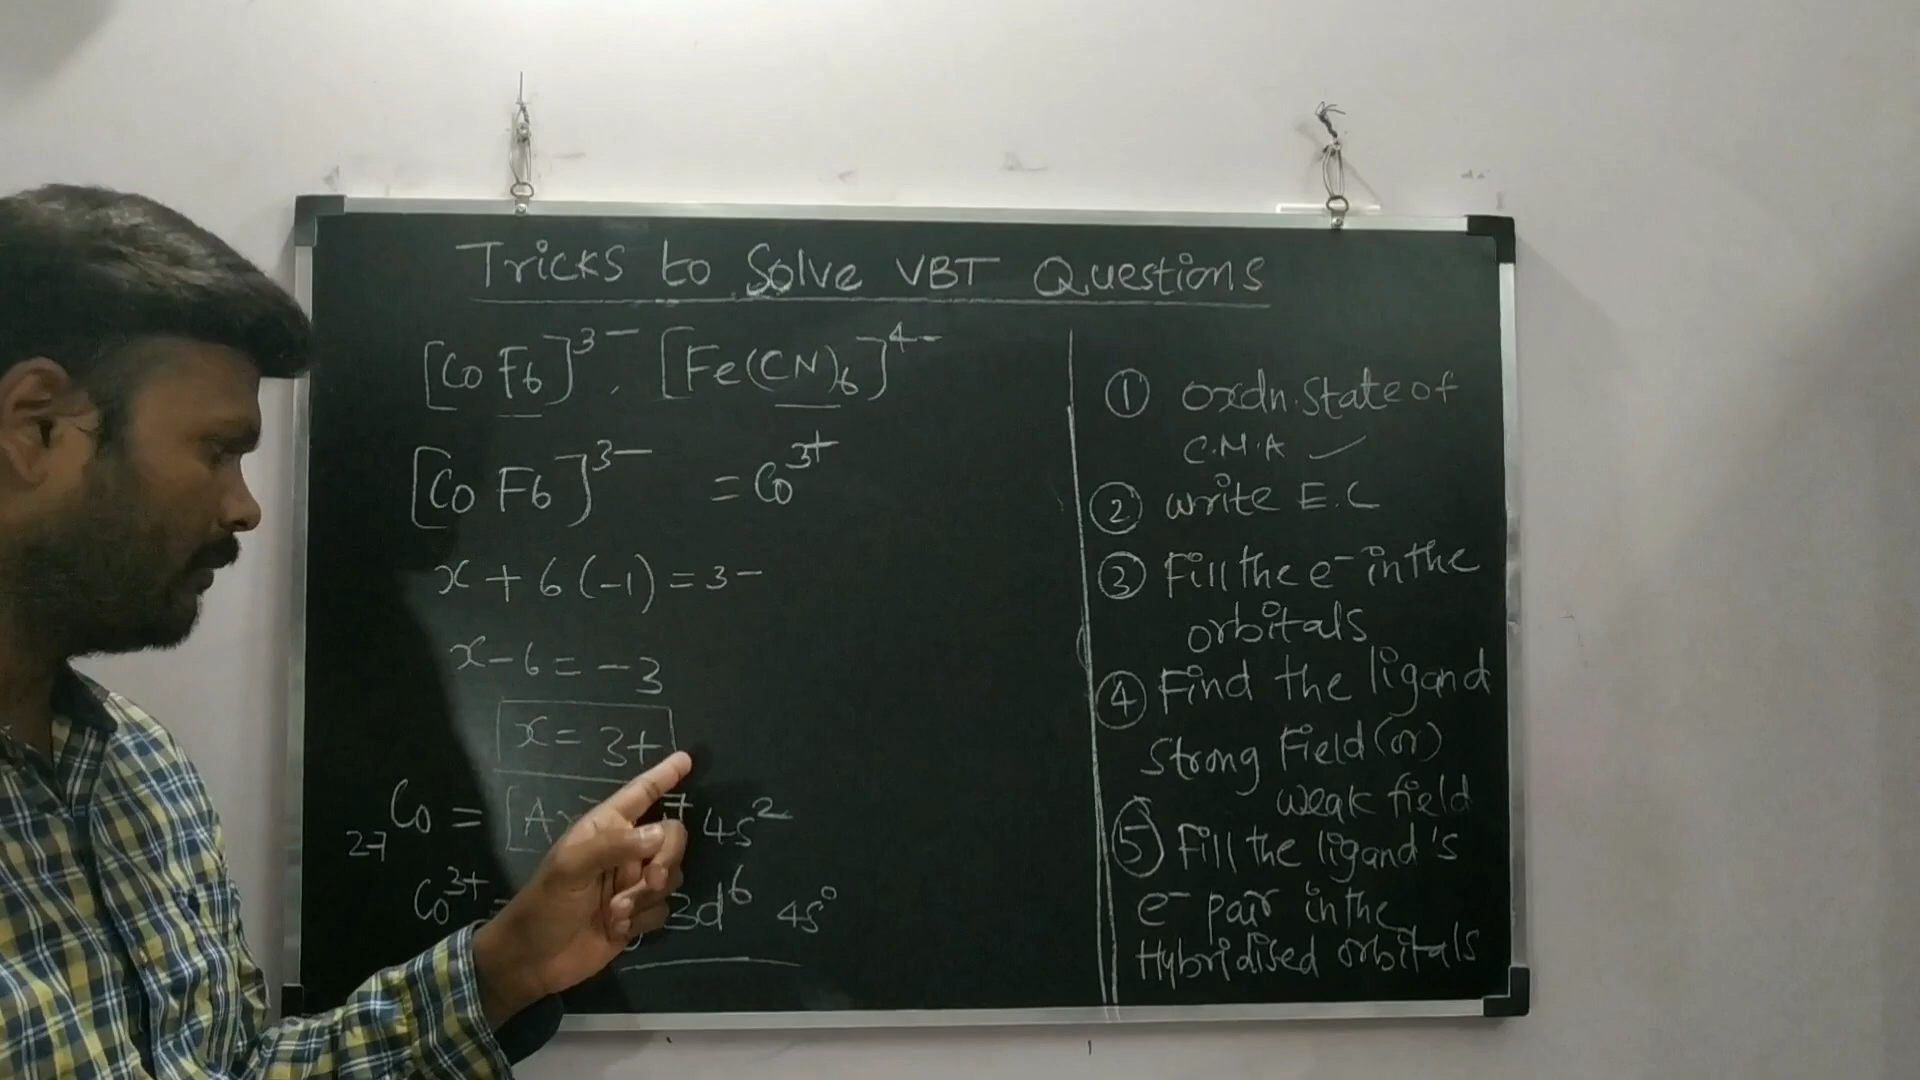 Tricks to Solve VBT Questions
[Co F6]3- , [Fe(CN)6]4-
[Co F6]3- = Co3+
x + 6(-1) = 3-
x - 6 = -3
x = 3+
27Co = [Ar 7 4s2
Co3+ = 3d6 4s0
① oxdn. State of
C.M.A ✓
② write E.C
③ Fill the e- in the
orbitals
④ Find the ligand
Strong Field (or)
weak field
⑤ Fill the ligand's
e- pair in the
Hybridised orbitals